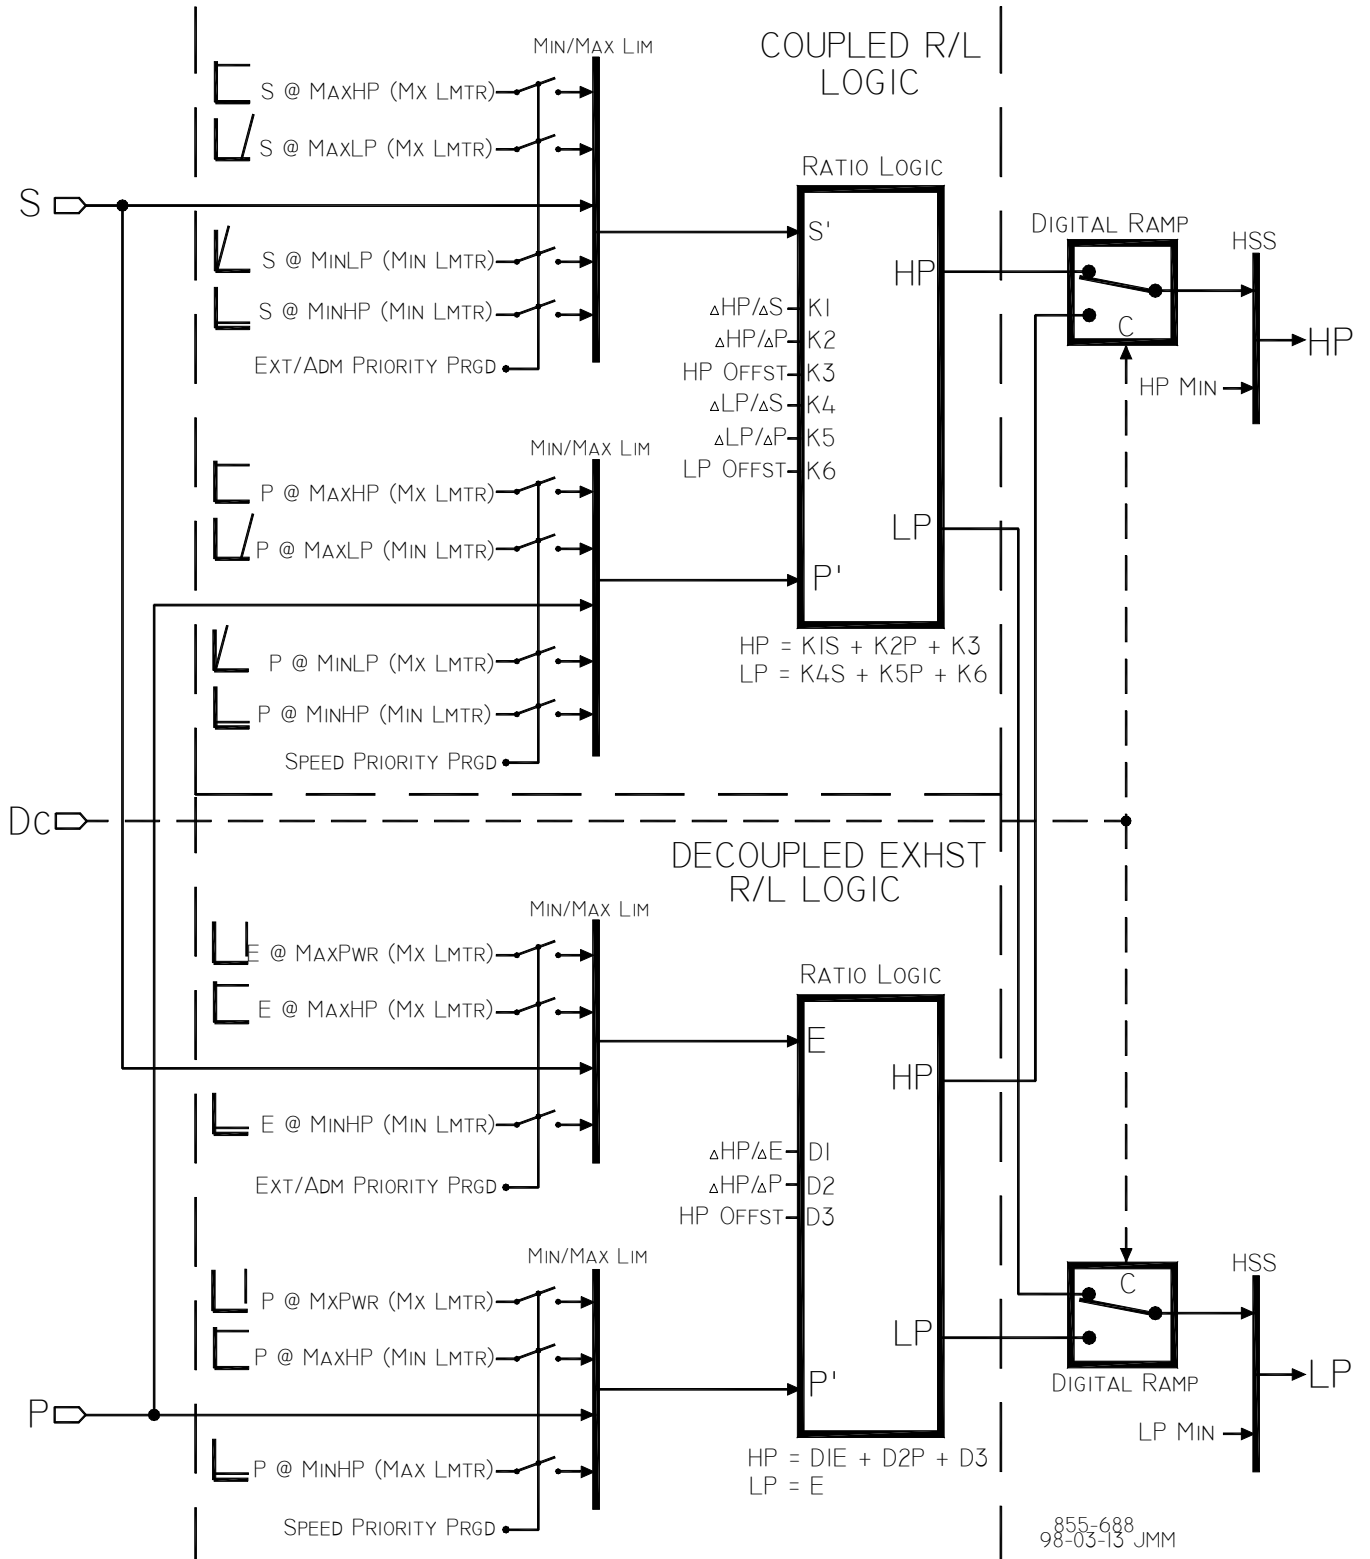 COUPLED R/L
LOGIC
MIN/MAX LIM
S @ MAXHP (MX LMTR)
S @ MAXLP (MX LMTR)
S
S @ MINLP (MIN LMTR)
S @ MINHP (MIN LMTR)
EXT/ADM PRIORITY PRGD
RATIO LOGIC
S'
HP
ΔHP/ΔS K1
ΔHP/ΔP K2
HP OFFST K3
ΔLP/ΔS K4
ΔLP/ΔP K5
LP OFFST K6
LP
P'
HP = K1S + K2P + K3
LP = K4S + K5P + K6
DIGITAL RAMP
C
HSS
HP
HP MIN
MIN/MAX LIM
P @ MAXHP (MX LMTR)
P @ MAXLP (MIN LMTR)
P @ MINLP (MX LMTR)
P @ MINHP (MIN LMTR)
SPEED PRIORITY PRGD
DC
DECOUPLED EXHST
R/L LOGIC
MIN/MAX LIM
E @ MAXPWR (MX LMTR)
E @ MAXHP (MX LMTR)
E @ MINHP (MIN LMTR)
EXT/ADM PRIORITY PRGD
RATIO LOGIC
E
HP
ΔHP/ΔE D1
ΔHP/ΔP D2
HP OFFST D3
LP
P'
HP = D1E + D2P + D3
LP = E
MIN/MAX LIM
P @ MXPWR (MX LMTR)
P @ MAXHP (MIN LMTR)
P
P @ MINHP (MAX LMTR)
SPEED PRIORITY PRGD
C
DIGITAL RAMP
HSS
LP
LP MIN
855-688
98-03-13 JMM